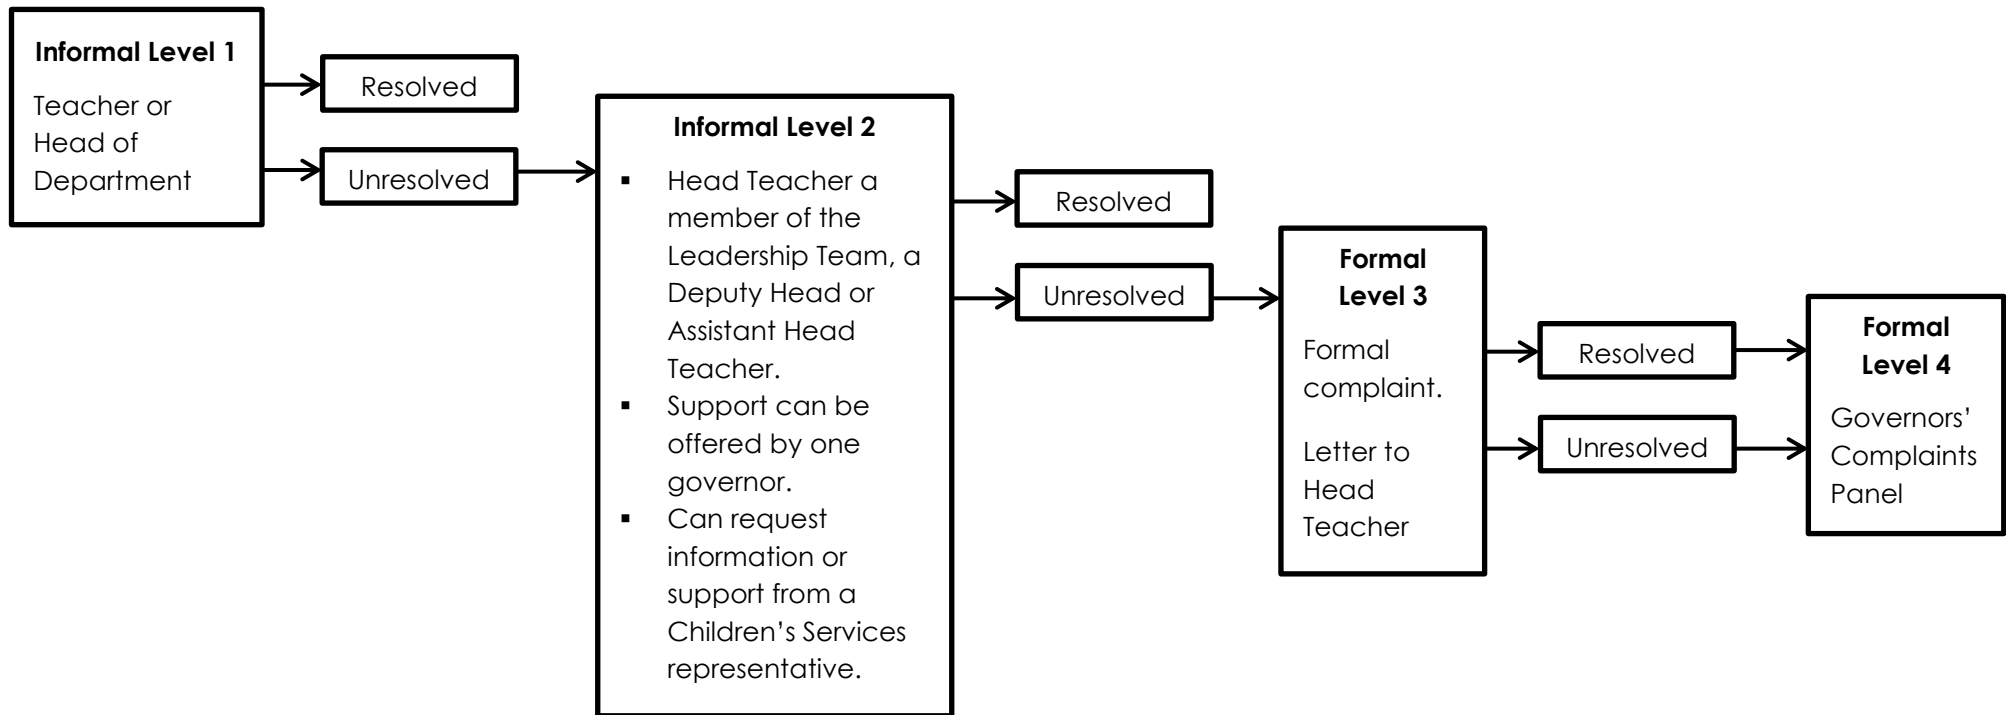 Informal Level 1
Teacher or
Head of
Department
Resolved
Unresolved
Informal Level 2
▪ Head Teacher a
member of the
Leadership Team, a
Deputy Head or
Assistant Head
Teacher.
▪ Support can be
offered by one
governor.
▪ Can request
information or
support from a
Children’s Services
representative.
Resolved
Unresolved
Formal
Level 3
Formal
complaint.
Letter to
Head
Teacher
Resolved
Unresolved
Formal
Level 4
Governors’
Complaints
Panel